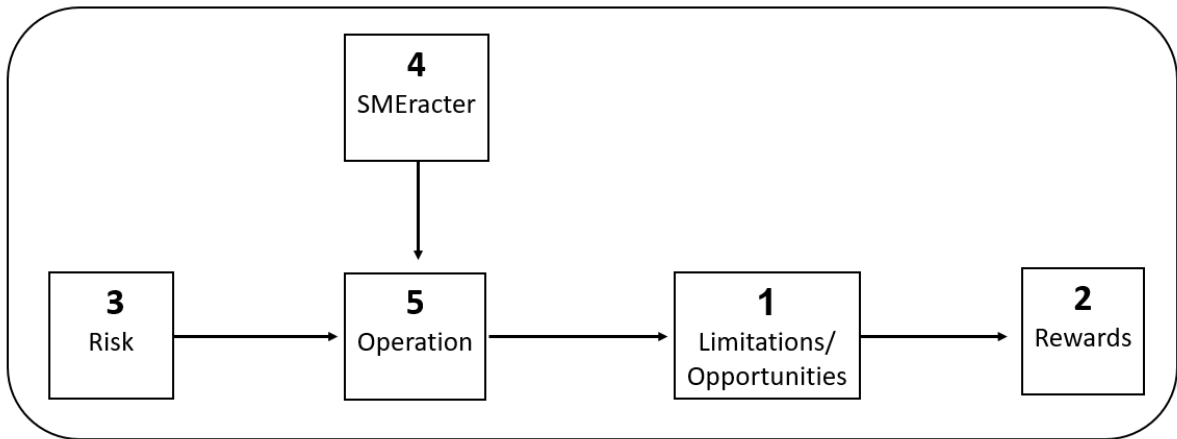 4
SMEracter
3
Risk
5
Operation
1
Limitations/
Opportunities
2
Rewards